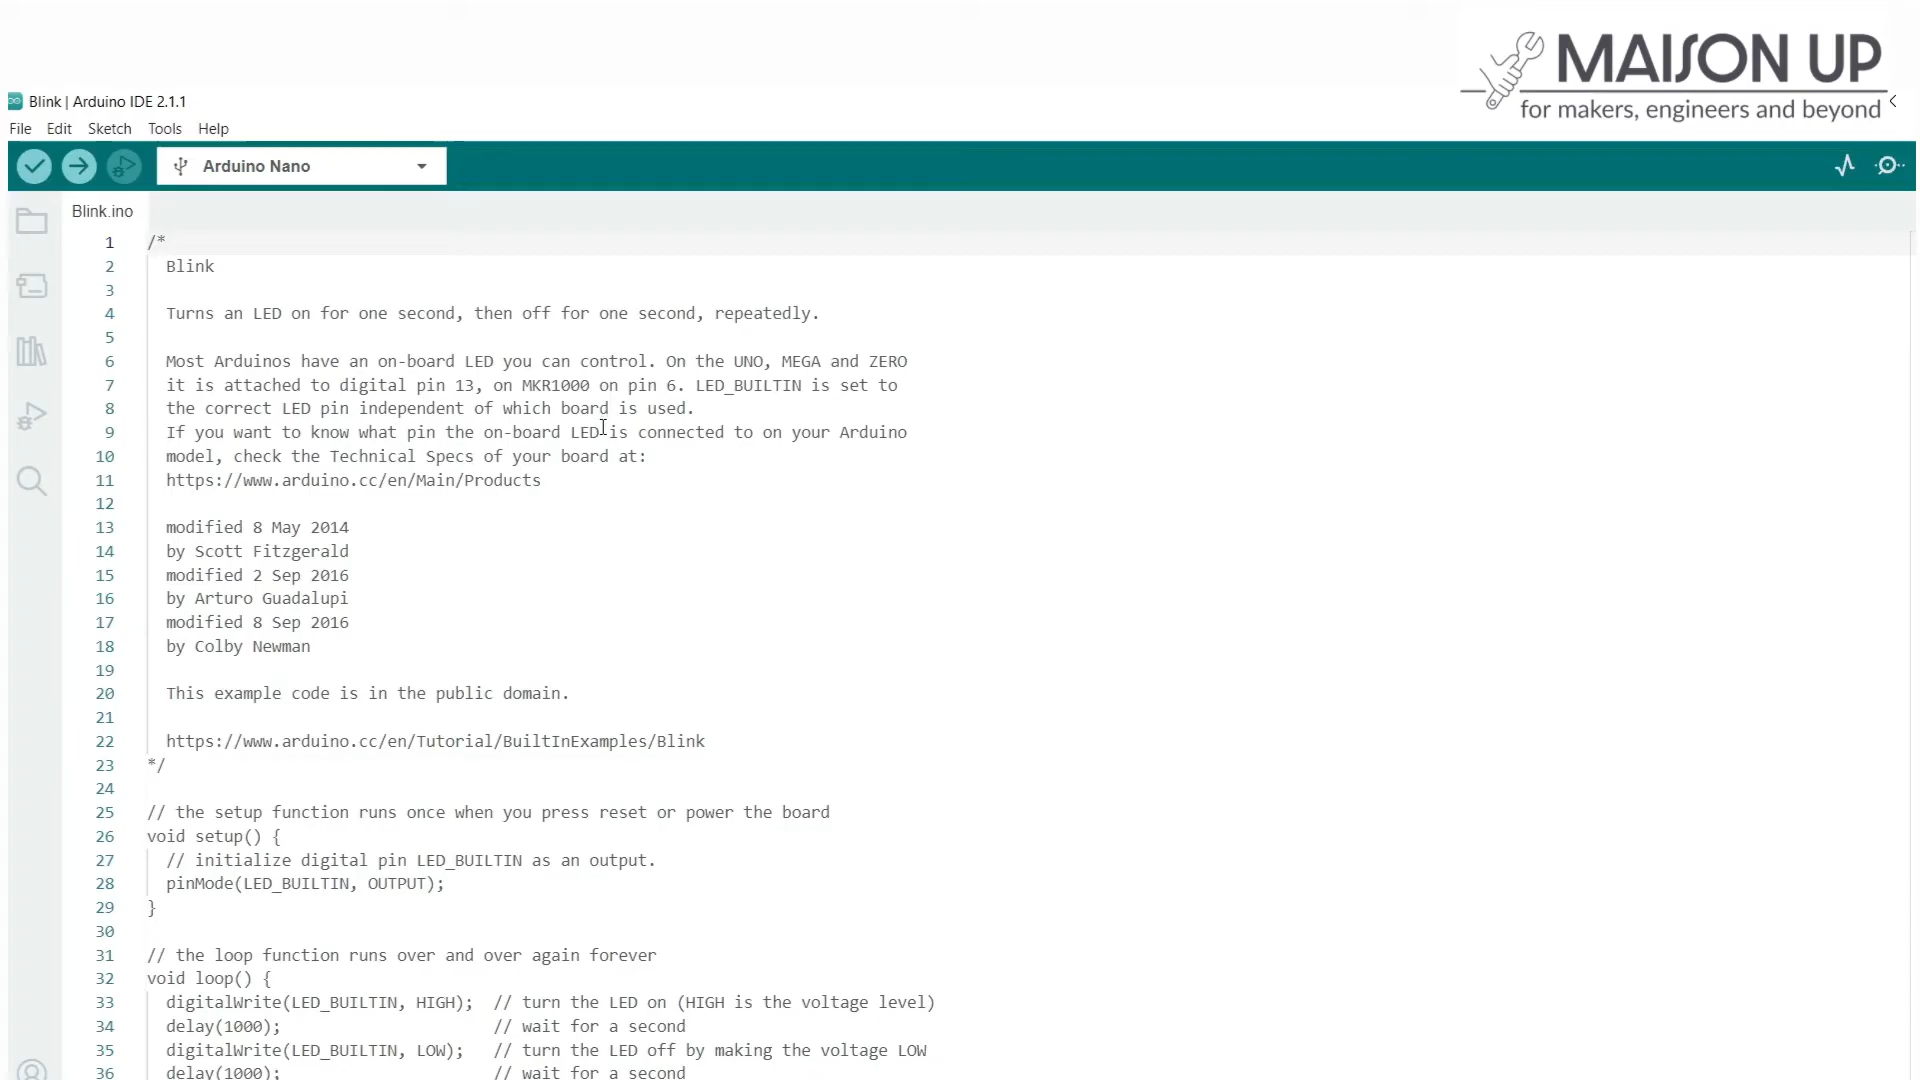 MAISON UP
for makers, engineers and beyond
Blink | Arduino IDE 2.1.1
File Edit Sketch Tools Help
Arduino Nano
Blink.ino
1 /*
2 Blink
3
4 Turns an LED on for one second, then off for one second, repeatedly.
5
6 Most Arduinos have an on-board LED you can control. On the UNO, MEGA and ZERO
7 it is attached to digital pin 13, on MKR1000 on pin 6. LED_BUILTIN is set to
8 the correct LED pin independent of which board is used.
9 If you want to know what pin the on-board LED is connected to on your Arduino
10 model, check the Technical Specs of your board at:
11 https://www.arduino.cc/en/Main/Products
12
13 modified 8 May 2014
14 by Scott Fitzgerald
15 modified 2 Sep 2016
16 by Arturo Guadalupi
17 modified 8 Sep 2016
18 by Colby Newman
19
20 This example code is in the public domain.
21
22 https://www.arduino.cc/en/Tutorial/BuiltInExamples/Blink
23 */
24
25 // the setup function runs once when you press reset or power the board
26 void setup() {
27 // initialize digital pin LED_BUILTIN as an output.
28 pinMode(LED_BUILTIN, OUTPUT);
29 }
30
31 // the loop function runs over and over again forever
32 void loop() {
33 digitalWrite(LED_BUILTIN, HIGH); // turn the LED on (HIGH is the voltage level)
34 delay(1000); // wait for a second
35 digitalWrite(LED_BUILTIN, LOW); // turn the LED off by making the voltage LOW
36 delay(1000); // wait for a second